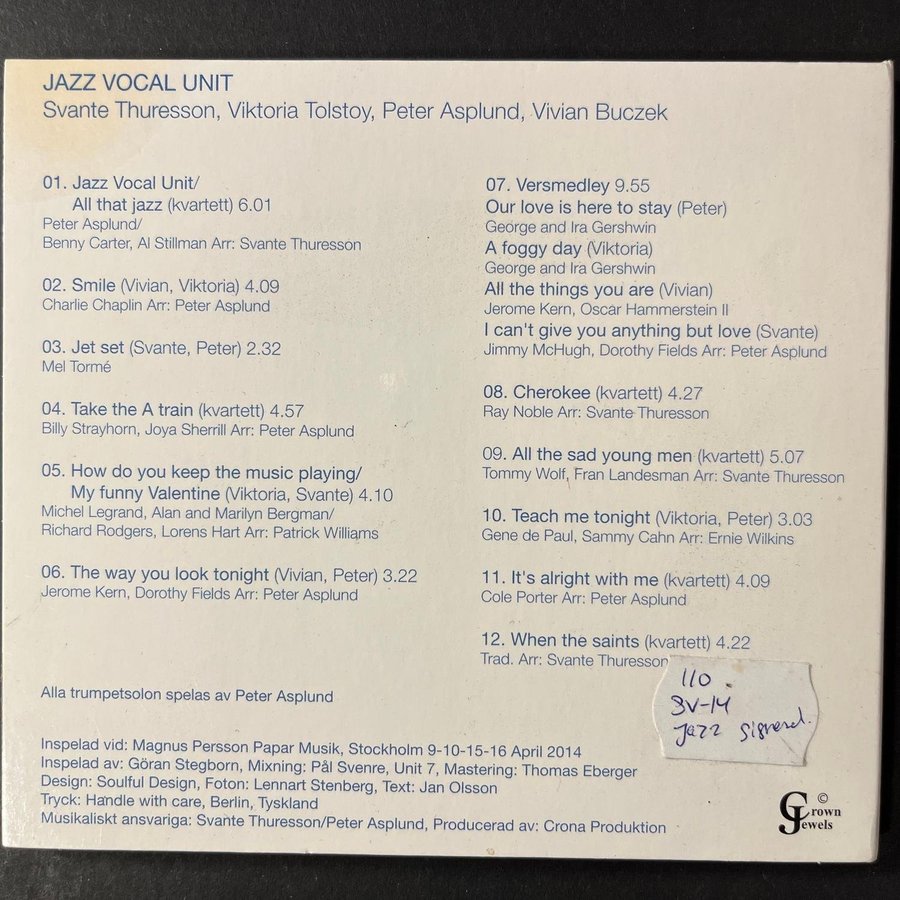 JAZZ VOCAL UNIT
Svante Thuresson, Viktoria Tolstoy, Peter Asplund, Vivian Buczek
01. Jazz Vocal Unit/
All that jazz (kvartett) 6.01
Peter Asplund/
Benny Carter, Al Stillman Arr: Svante Thuresson
02. Smile (Vivian, Viktoria) 4.09
Charlie Chaplin Arr: Peter Asplund
03. Jet set (Svante, Peter) 2.32
Mel Tormé
04. Take the A train (kvartett) 4.57
Billy Strayhorn, Joya Sherrill Arr: Peter Asplund
05. How do you keep the music playing/
My funny Valentine (Viktoria, Svante) 4.10
Michel Legrand, Alan and Marilyn Bergman/
Richard Rodgers, Lorens Hart Arr: Patrick Williams
06. The way you look tonight (Vivian, Peter) 3.22
Jerome Kern, Dorothy Fields Arr: Peter Asplund
07. Versmedley 9.55
Our love is here to stay (Peter)
George and Ira Gershwin
A foggy day (Viktoria)
George and Ira Gershwin
All the things you are (Vivian)
Jerome Kern, Oscar Hammerstein II
I can't give you anything but love (Svante)
Jimmy McHugh, Dorothy Fields Arr: Peter Asplund
08. Cherokee (kvartett) 4.27
Ray Noble Arr: Svante Thuresson
09. All the sad young men (kvartett) 5.07
Tommy Wolf, Fran Landesman Arr: Svante Thuresson
10. Teach me tonight (Viktoria, Peter) 3.03
Gene de Paul, Sammy Cahn Arr: Ernie Wilkins
11. It's alright with me (kvartett) 4.09
Cole Porter Arr: Peter Asplund
12. When the saints (kvartett) 4.22
Trad. Arr: Svante Thuresson
110
SV-14
Jazz signerad.
Alla trumpetsolon spelas av Peter Asplund
Inspelad vid: Magnus Persson Papar Musik, Stockholm 9-10-15-16 April 2014
Inspelad av: Göran Stegborn, Mixning: Pål Svenre, Unit 7, Mastering: Thomas Eberger
Design: Soulful Design, Foton: Lennart Stenberg, Text: Jan Olsson
Tryck: Handle with care, Berlin, Tyskland
Musikaliskt ansvariga: Svante Thuresson/Peter Asplund, Producerad av: Crona Produktion
©
Crown
Jewels